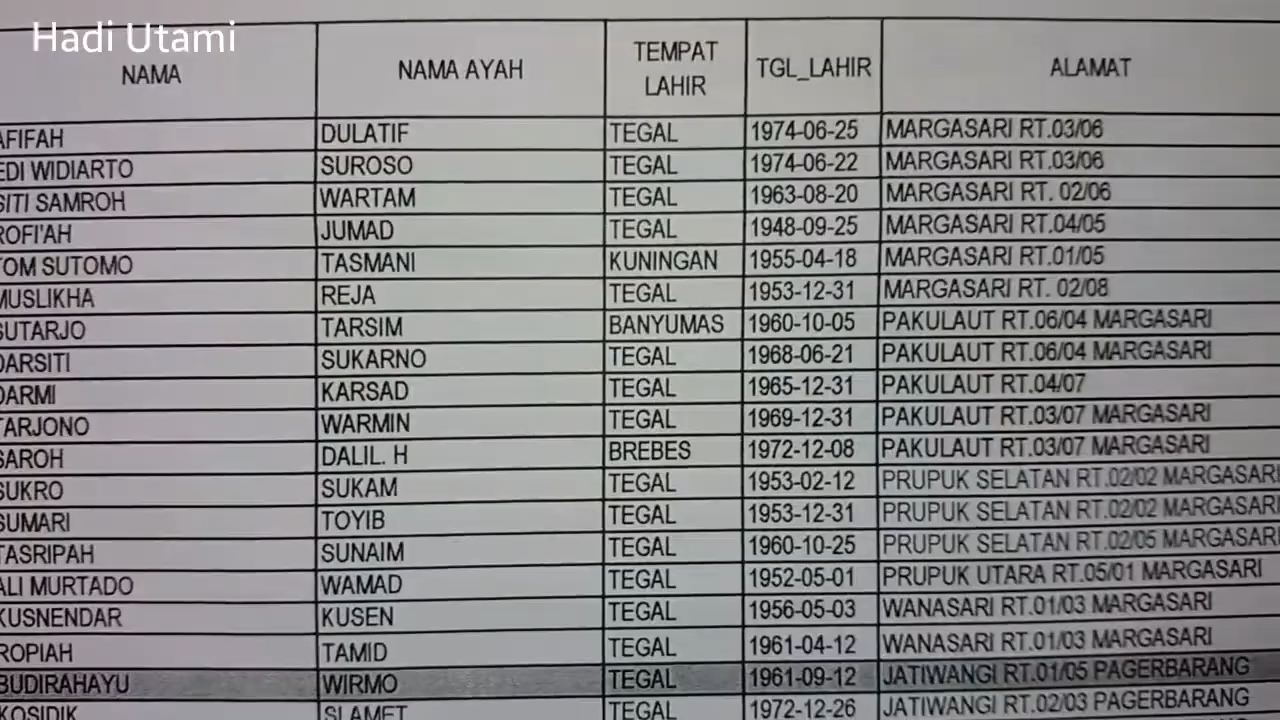 Hadi Utami
NAMA NAMA AYAH TEMPAT LAHIR TGL_LAHIR ALAMAT
AFIFAH DULATIF TEGAL 1974-06-25 MARGASARI RT.03/06
EDI WIDIARTO SUROSO TEGAL 1974-06-22 MARGASARI RT.03/06
SITI SAMROH WARTAM TEGAL 1963-08-20 MARGASARI RT. 02/06
ROFI'AH JUMAD TEGAL 1948-09-25 MARGASARI RT.04/05
TOM SUTOMO TASMANI KUNINGAN 1955-04-18 MARGASARI RT.01/05
MUSLIKHA REJA TEGAL 1953-12-31 MARGASARI RT. 02/08
SUTARJO TARSIM BANYUMAS 1960-10-05 PAKULAUT RT.06/04 MARGASARI
DARSITI SUKARNO TEGAL 1968-06-21 PAKULAUT RT.06/04 MARGASARI
DARMI KARSAD TEGAL 1965-12-31 PAKULAUT RT.04/07
TARJONO WARMIN TEGAL 1969-12-31 PAKULAUT RT.03/07 MARGASARI
SAROH DALIL. H BREBES 1972-12-08 PAKULAUT RT.03/07 MARGASARI
SUKRO SUKAM TEGAL 1953-02-12 PRUPUK SELATAN RT.02/02 MARGASARI
SUMARI TOYIB TEGAL 1953-12-31 PRUPUK SELATAN RT.02/02 MARGASARI
TASRIPAH SUNAIM TEGAL 1960-10-25 PRUPUK SELATAN RT.02/05 MARGASARI
ALI MURTADO WAMAD TEGAL 1952-05-01 PRUPUK UTARA RT.05/01 MARGASARI
KUSNENDAR KUSEN TEGAL 1956-05-03 WANASARI RT.01/03 MARGASARI
ROPIAH TAMID TEGAL 1961-04-12 WANASARI RT.01/03 MARGASARI
BUDIRAHAYU WIRMO TEGAL 1961-09-12 JATIWANGI RT.01/05 PAGERBARANG
KOSIDIK SLAMET TEGAL 1972-12-26 JATIWANGI RT.02/03 PAGERBARANG